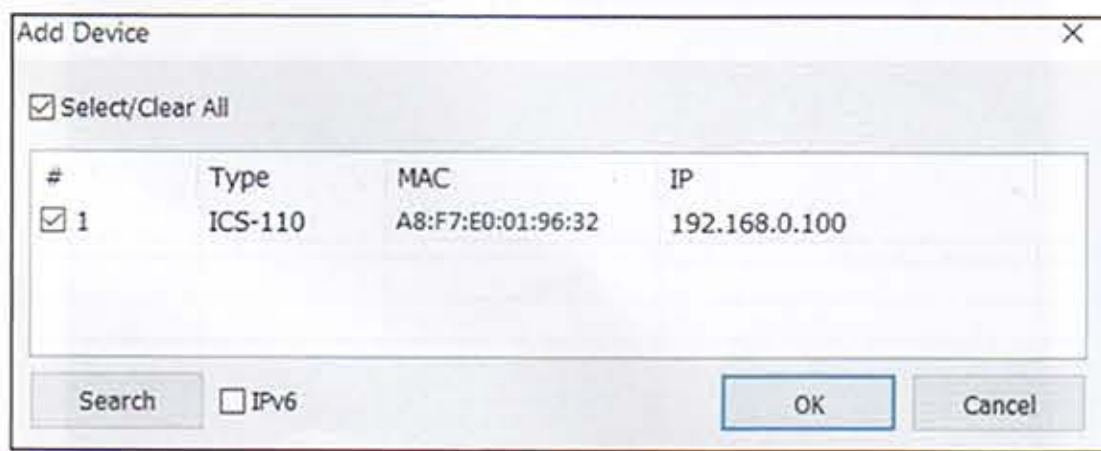 Add Device
Select/Clear All
# Type MAC IP
1 ICS-110 A8:F7:E0:01:96:32 192.168.0.100
Search IPv6 OK Cancel